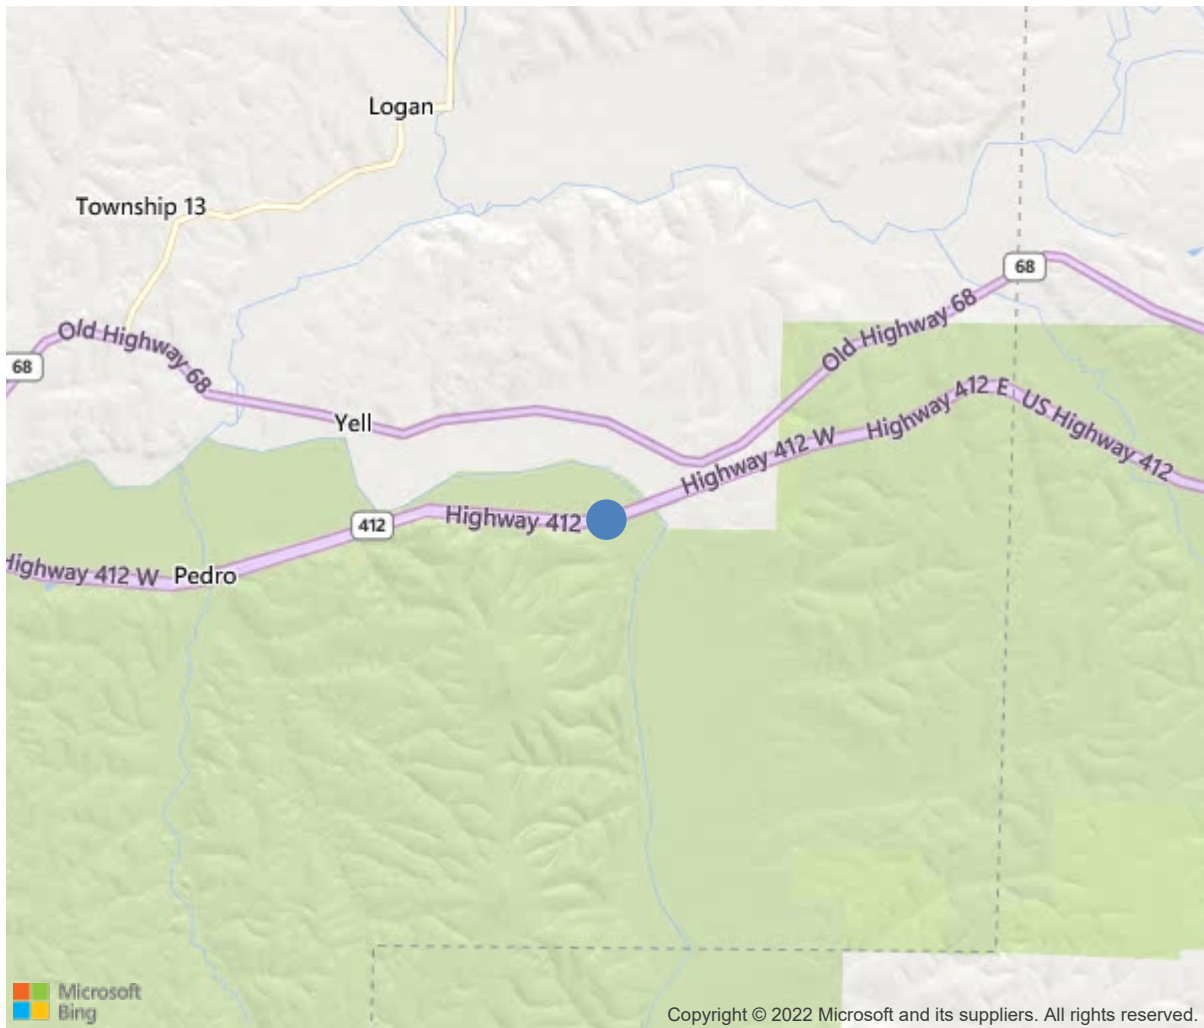 Logan
Township 13
68
Old Highway 68
Old Highway 68
68
Yell
Highway 412 W
Highway 412 E
US Highway 412
412
Highway 412
Highway 412 W
Pedro
Microsoft
Bing
Copyright © 2022 Microsoft and its suppliers. All rights reserved.